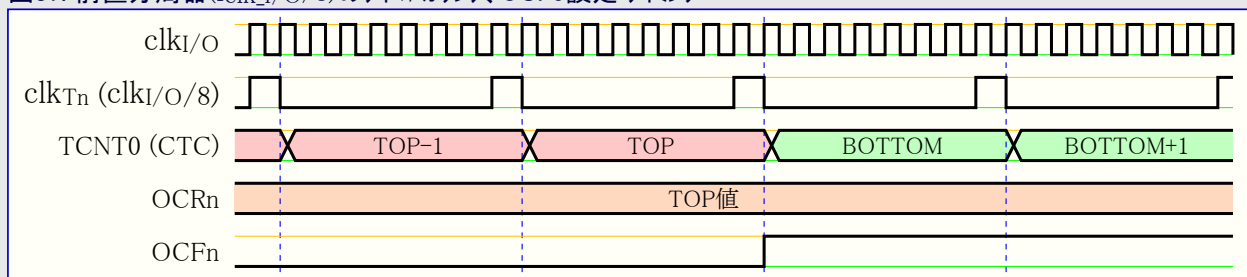 clkI/O
clkTn (clkI/O/8)
TCNT0 (CTC) TOP-1 TOP BOTTOM BOTTOM+1
OCRn TOP値
OCFn